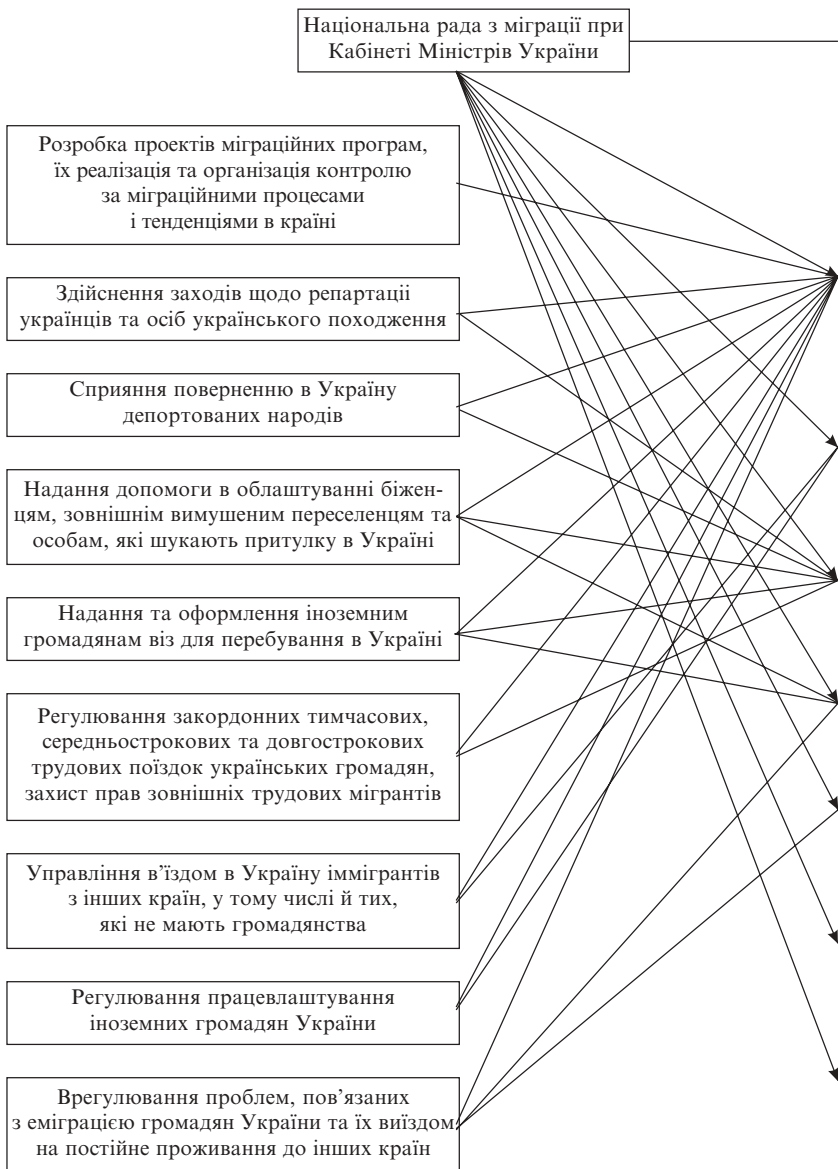 Національна рада з міграції при
Кабінеті Міністрів України
Розробка проектів міграційних програм,
їх реалізація та організація контролю
за міграційними процесами
і тенденціями в країні
Здійснення заходів щодо репартації
українців та осіб українського походження
Сприяння поверненню в Україну
депортованих народів
Надання допомоги в облаштуванні біжен-
цям, зовнішнім вимушеним переселенцям та
особам, які шукають притулку в Україні
Надання та оформлення іноземним
громадянам віз для перебування в Україні
Регулювання закордонних тимчасових,
середньострокових та довгострокових
трудових поїздок українських громадян,
захист прав зовнішніх трудових мігрантів
Управління в’їздом в Україну іммігрантів
з інших країн, у тому числі й тих,
які не мають громадянства
Регулювання працевлаштування
іноземних громадян України
Врегулювання проблем, пов’язаних
з еміграцією громадян України та їх виїздом
на постійне проживання до інших країн